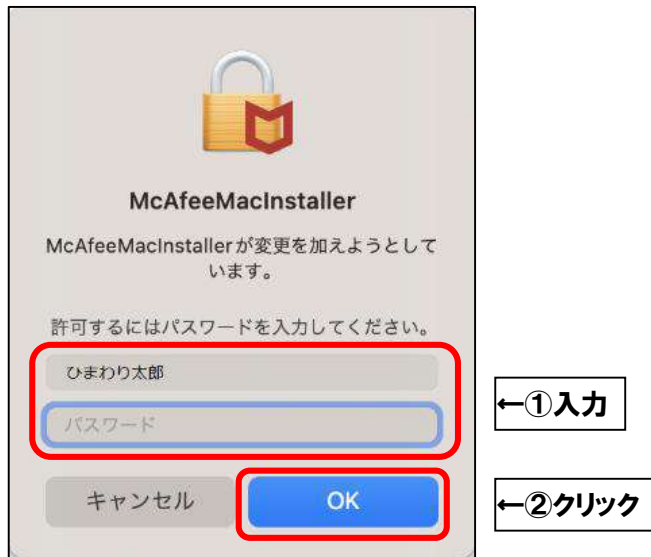 McAfeeMacInstaller
McAfeeMacInstallerが変更を加えようとして
います。
許可するにはパスワードを入力してください。
ひまわり太郎
パスワード
←①入力
キャンセル
OK
←②クリック